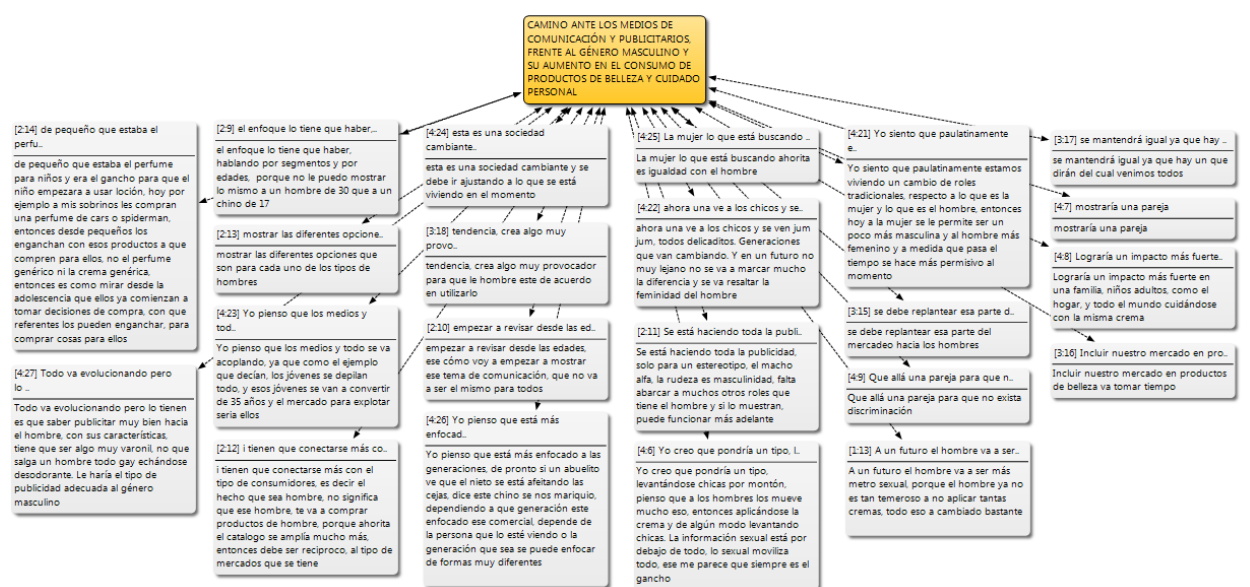 CAMINO ANTE LOS MEDIOS DE
COMUNICACIÓN Y PUBLICITARIOS,
FRENTE AL GÉNERO MASCULINO Y
SU AUMENTO EN EL CONSUMO DE
PRODUCTOS DE BELLEZA Y CUIDADO
PERSONAL
[2:14] de pequeño que estaba el
perfu..
de pequeño que estaba el perfume
para niños y era el gancho para que el
niño empezara a usar loción, hoy por
ejemplo a mis sobrinos les compran
una perfume de cars o spiderman,
entonces desde pequeños los
enganchan con esos productos a que
compren para ellos, no el perfume
genérico ni la crema genérica,
entonces es como mirar desde la
adolescencia que ellos ya comienzan a
tomar decisiones de compra, con que
referentes los pueden enganchar, para
comprar cosas para ellos
[4:27] Todo va evolucionando pero
lo ..
Todo va evolucionando pero lo tienen
es que saber publicitar muy bien hacia
el hombre, con sus características,
tiene que ser algo muy varonil, no que
salga un hombre todo gay echándose
desodorante. Le haría el tipo de
publicidad adecuada al género
masculino
[2:9] el enfoque lo tiene que haber,..
el enfoque lo tiene que haber,
hablando por segmentos y por
edades, porque no le puedo mostrar
lo mismo a un hombre de 30 que a un
chino de 17
[2:13] mostrar las diferentes opcione..
mostrar las diferentes opciones que
son para cada uno de los tipos de
hombres
[4:23] Yo pienso que los medios y
tod..
Yo pienso que los medios y todo se va
acoplando, ya que como el ejemplo
que decían, los jóvenes se depilan
todo, y esos jóvenes se van a convertir
de 35 años y el mercado para explotar
seria ellos
[2:12] i tienen que conectarse más co..
i tienen que conectarse más con el
tipo de consumidores, es decir el
hecho que sea hombre, no significa
que ese hombre, te va a comprar
productos de hombre, porque ahorita
el catalogo se amplía mucho más,
entonces debe ser reciproco, al tipo de
mercados que se tiene
[4:24] esta es una sociedad
cambiante..
esta es una sociedad cambiante y se
debe ir ajustando a lo que se está
viviendo en el momento
[3:18] tendencia, crea algo muy
provo..
tendencia, crea algo muy provocador
para que le hombre este de acuerdo
en utilizarlo
[2:10] empezar a revisar desde las ed..
empezar a revisar desde las edades,
ese cómo voy a empezar a mostrar
ese tema de comunicación, que no va
a ser el mismo para todos
[4:26] Yo pienso que está más
enfocad..
Yo pienso que está más enfocado a las
generaciones, de pronto si un abuelito
ve que el nieto se está afeitando las
cejas, dice este chino se nos mariquio,
dependiendo a que generación este
enfocado ese comercial, depende de
la persona que lo esté viendo o la
generación que sea se puede enfocar
de formas muy diferentes
[4:25] La mujer lo que está buscando ..
La mujer lo que está buscando ahorita
es igualdad con el hombre
[4:22] ahora una ve a los chicos y se..
ahora una ve a los chicos y se ven jum
jum, todos delicaditos. Generaciones
que van cambiando. Y en un futuro no
muy lejano no se va a marcar mucho
la diferencia y se va resaltar la
feminidad del hombre
[2:11] Se está haciendo toda la publi..
Se está haciendo toda la publicidad,
solo para un estereotipo, el macho
alfa, la rudeza es masculinidad, falta
abarcar a muchos otros roles que
tiene el hombre y si lo muestran,
puede funcionar más adelante
[4:6] Yo creo que pondría un tipo, l..
Yo creo que pondría un tipo,
levantándose chicas por montón,
pienso que a los hombres los mueve
mucho eso, entonces aplicándose la
crema y de algún modo levantando
chicas. La información sexual está por
debajo de todo, lo sexual moviliza
todo, ese me parece que siempre es el
gancho
[4:21] Yo siento que paulatinamente
e..
Yo siento que paulatinamente estamos
viviendo un cambio de roles
tradicionales, respecto a lo que es la
mujer y lo que es el hombre, entonces
hoy a la mujer se le permite ser un
poco más masculina y al hombre más
femenino y a medida que pasa el
tiempo se hace más permisivo al
momento
[3:15] se debe replantear esa parte d..
se debe replantear esa parte del
mercadeo hacia los hombres
[4:9] Que allá una pareja para que n..
Que allá una pareja para que no exista
discriminación
[1:13] A un futuro el hombre va a ser..
A un futuro el hombre va a ser más
metro sexual, porque el hombre ya no
es tan temeroso a no aplicar tantas
cremas, todo eso a cambiado bastante
[3:17] se mantendrá igual ya que hay ..
se mantendrá igual ya que hay un que
dirán del cual venimos todos
[4:7] mostraría una pareja
mostraría una pareja
[4:8] Lograría un impacto más fuerte..
Lograría un impacto más fuerte en
una familia, niños adultos, como el
hogar, y todo el mundo cuidándose
con la misma crema
[3:16] Incluir nuestro mercado en pro..
Incluir nuestro mercado en productos
de belleza va tomar tiempo